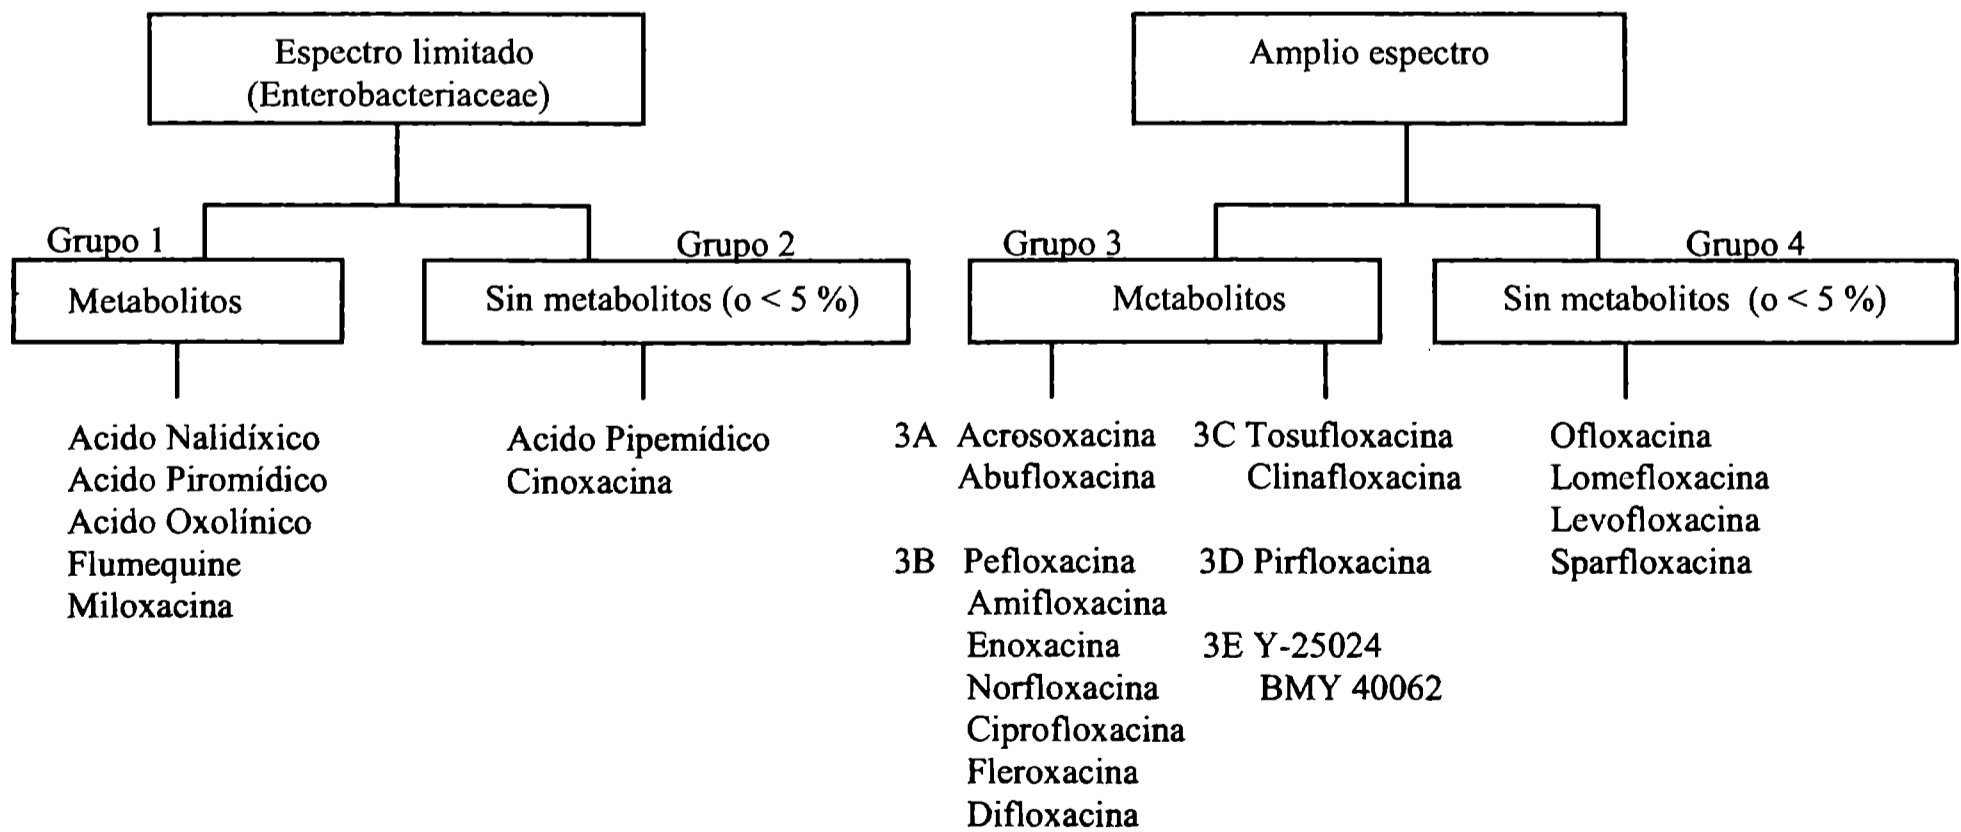 Espectro limitado
(Enterobacteriaceae)
Amplio espectro
Grupo 1
Metabolitos
Grupo 2
Sin metabolitos (o < 5 %)
Grupo 3
Metabolitos
Grupo 4
Sin metabolitos (o < 5 %)
Acido Nalidíxico
Acido Piromídico
Acido Oxolínico
Flumequine
Miloxacina
Acido Pipemídico
Cinoxacina
3A Acrosoxacina
Abufloxacina
3B Pefloxacina
Amifloxacina
Enoxacina
Norfloxacina
Ciprofloxacina
Fleroxacina
Difloxacina
3C Tosufloxacina
Clinafloxacina
3D Pirfloxacina
3E Y-25024
BMY 40062
Ofloxacina
Lomefloxacina
Levofloxacina
Sparfloxacina